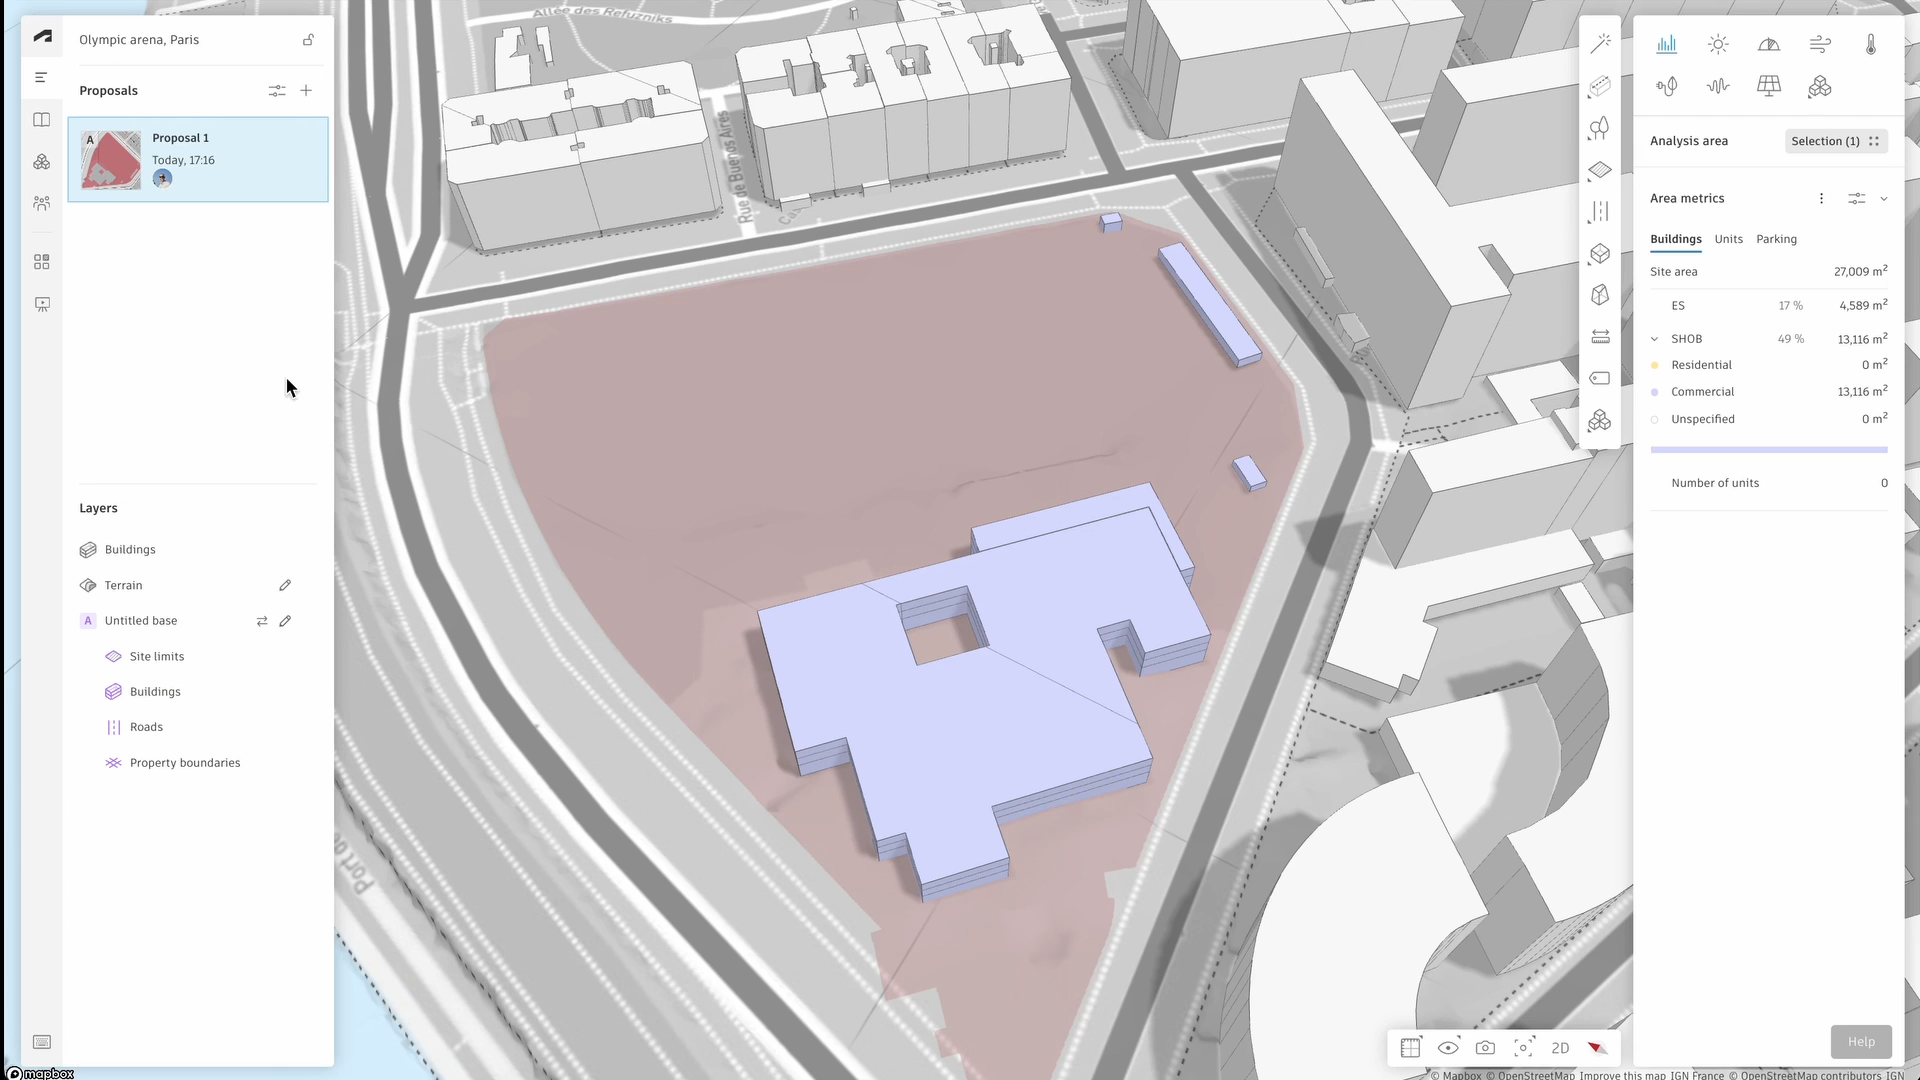 Olympic arena, Paris
Proposals
A
Proposal 1
Today, 17:16
Layers
Buildings
Terrain
A Untitled base
Site limits
Buildings
Roads
Property boundaries
mapbox
Allée des Refuzniks
Rue de Buenos Aires
Port
Analysis area
Selection (1)
Area metrics
Buildings Units Parking
Site area 27,009 m²
ES 17 % 4,589 m²
SHOB 49 % 13,116 m²
Residential 0 m²
Commercial 13,116 m²
Unspecified 0 m²
Number of units 0
Help
2D
© Mapbox © OpenStreetMap Improve this map IGN France © OpenStreetMap contributors IGN